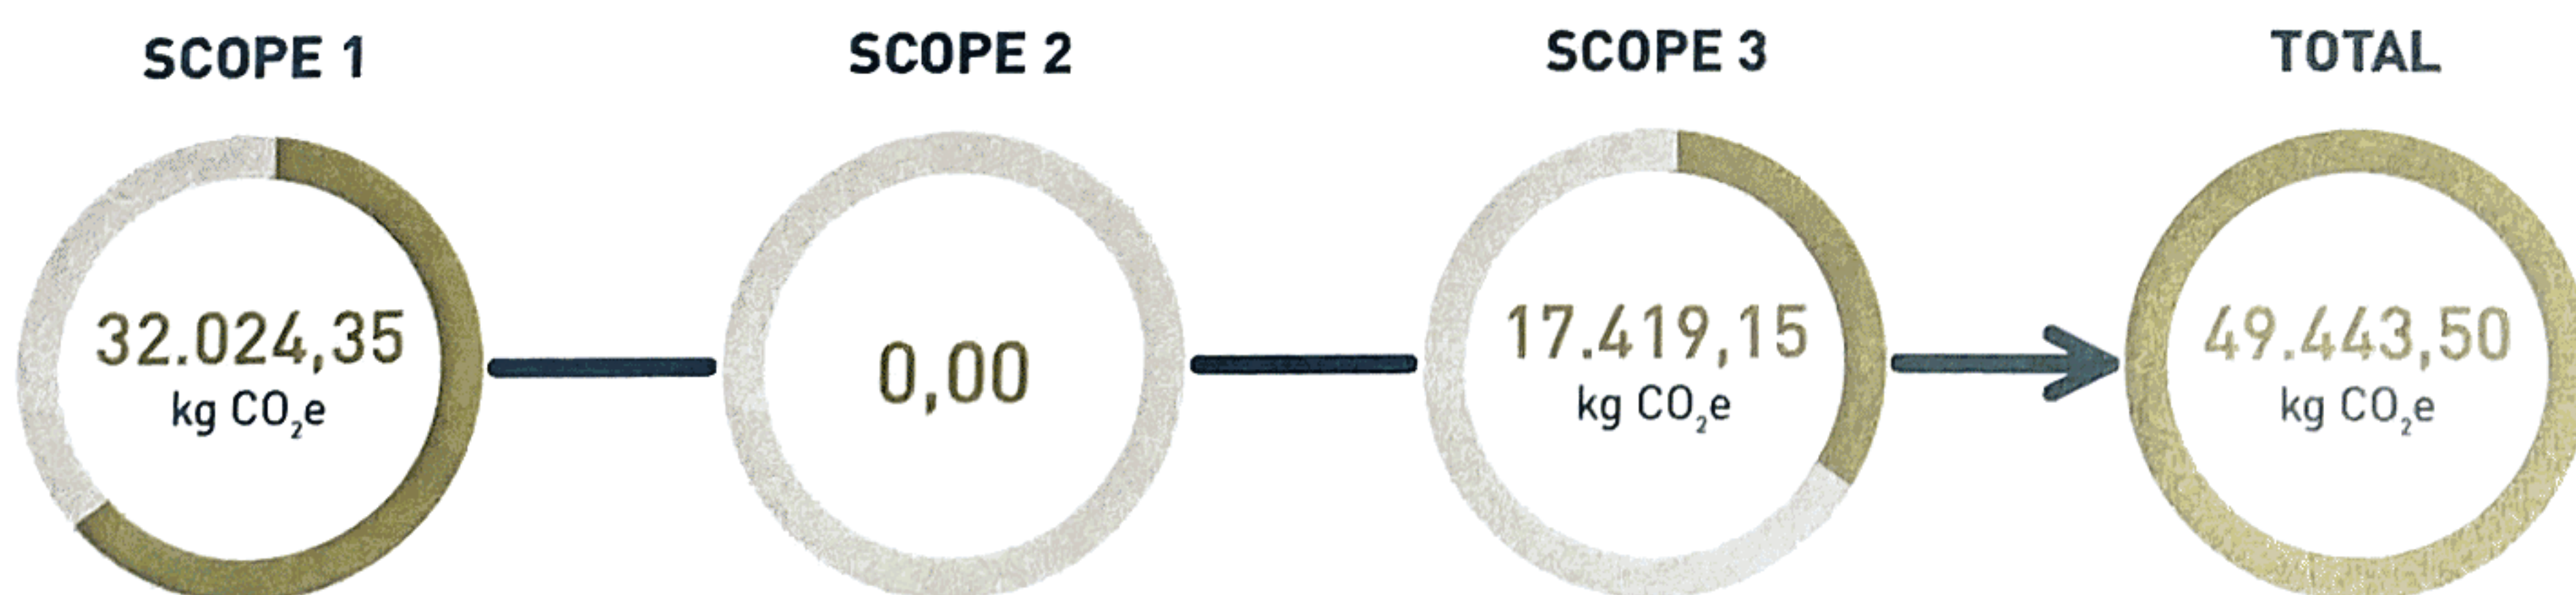 SCOPE 1
32.024,35
kg CO₂e
SCOPE 2
0,00
SCOPE 3
17.419,15
kg CO₂e
TOTAL
49.443,50
kg CO₂e